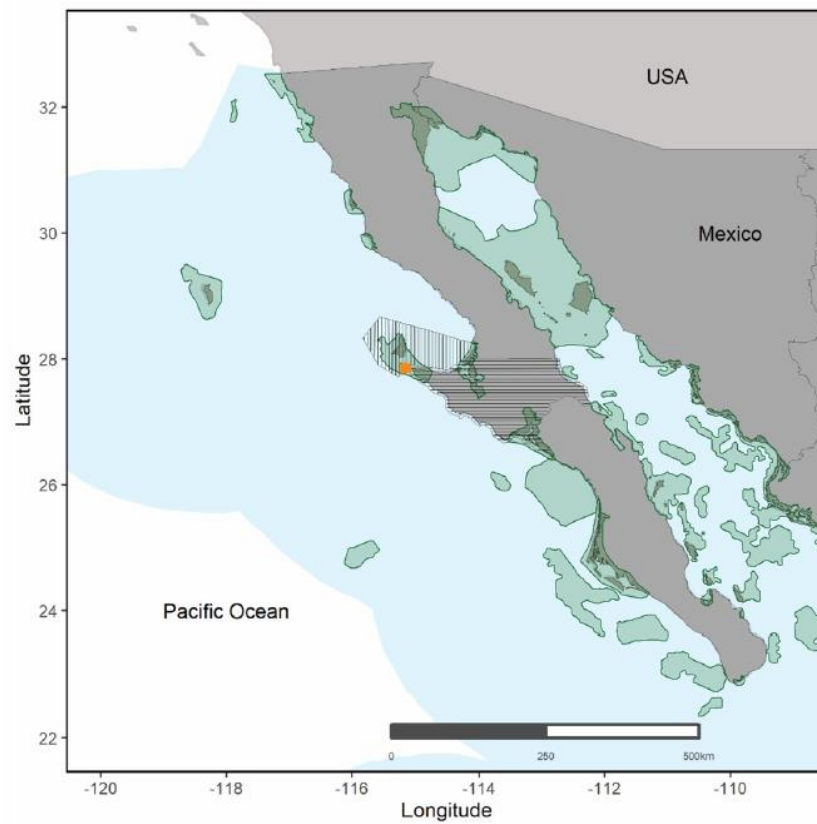 USA
32
30
Mexico
28
Latitude
26
24
Pacific Ocean
22
0
250
500km
-120
-118
-116
-114
-112
-110
Longitude